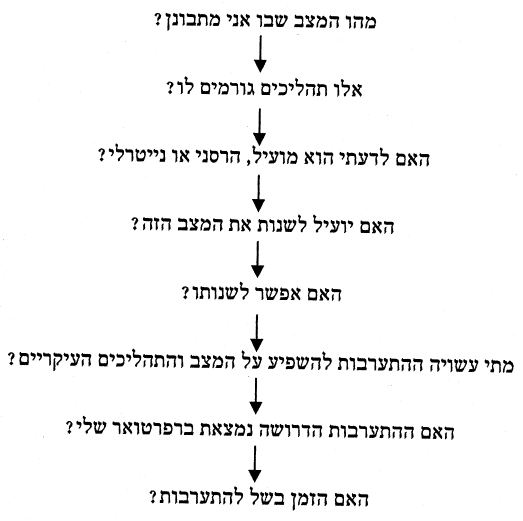 מהו המצב שבו אני מתבונן?
אלו תהליכים גורמים לו?
האם לדעתי הוא מועיל, הרסני או נייטרלי?
האם יועיל לשנות את המצב הזה?
האם אפשר לשנותו?
מתי עשויה ההתערבות להשפיע על המצב והתהליכים העיקריים?
האם ההתערבות הדרושה נמצאת ברפרטואר שלי?
האם הזמן בשל להתערבות?